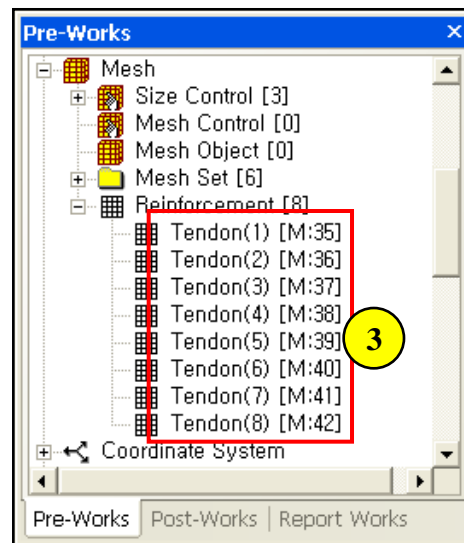 Pre-Works
Mesh
Size Control [3]
Mesh Control [0]
Mesh Object [0]
Mesh Set [6]
Reinforcement [8]
Tendon(1) [M:35]
Tendon(2) [M:36]
Tendon(3) [M:37]
Tendon(4) [M:38]
Tendon(5) [M:39]
3
Tendon(6) [M:40]
Tendon(7) [M:41]
Tendon(8) [M:42]
Coordinate System
Pre-Works Post-Works | Report Works